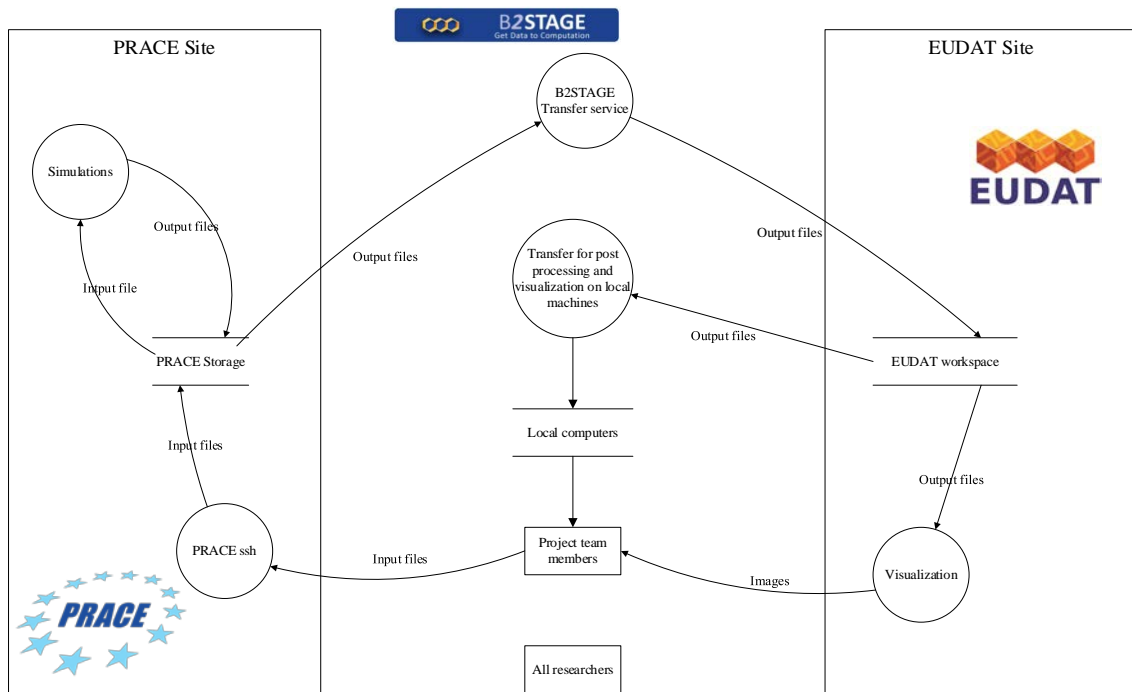 B2STAGE
Get Data to Computation
PRACE Site
EUDAT Site
B2STAGE
Transfer service
EUDAT
Simulations
Output files
Output files
Output files
Transfer for post
processing and
visualization on local
machines
Intput file
Output files
PRACE Storage
EUDAT workspace
Local computers
Input files
Output files
PRACE ssh
Input files
Project team
members
Images
Visualization
PRACE
All researchers